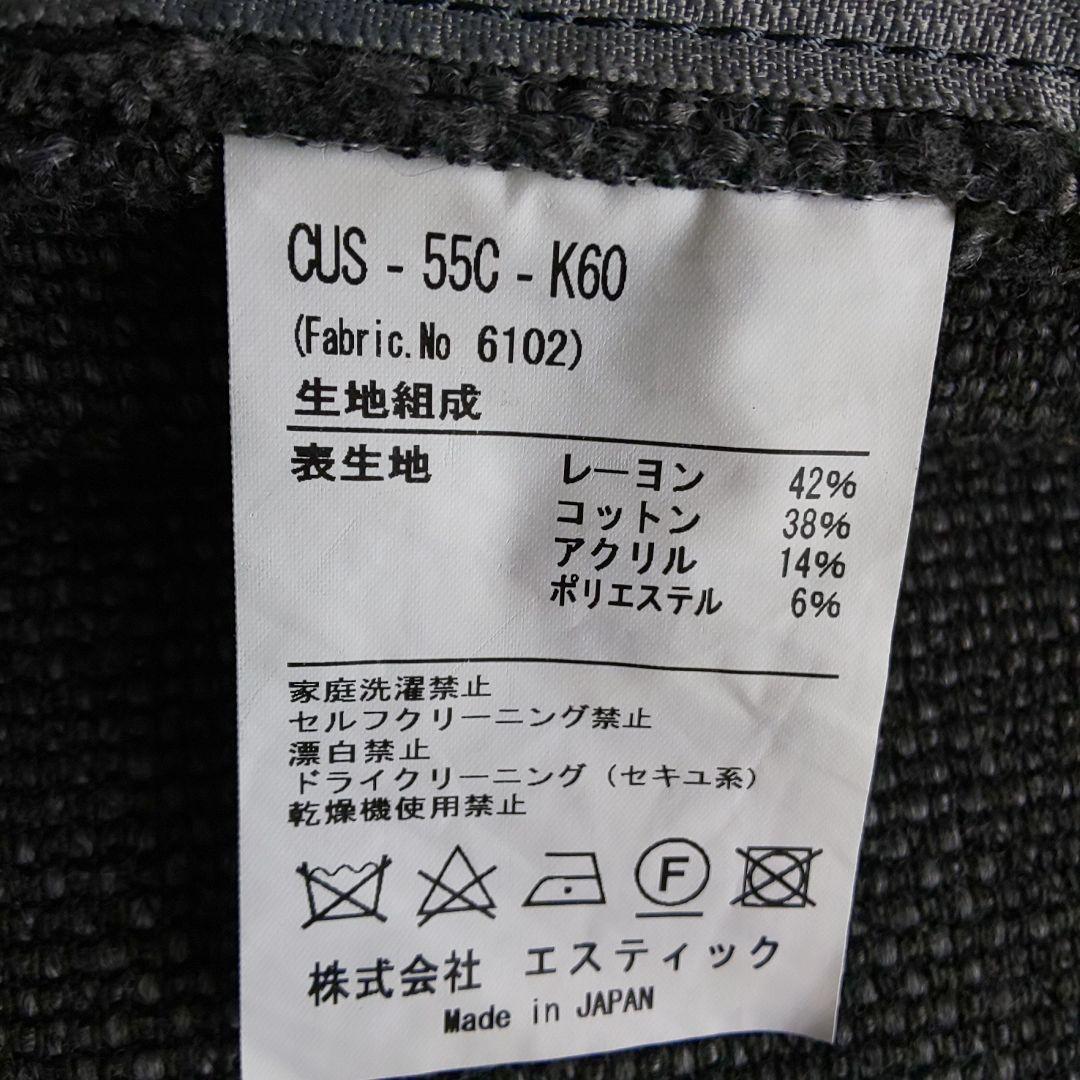 CUS - 55C - K60
(Fabric.No 6102)
生地組成
表生地 レーヨン 42%
コットン 38%
アクリル 14%
ポリエステル 6%
家庭洗濯禁止
セルフクリーニング禁止
漂白禁止
ドライクリーニング（セキユ系）
乾燥機使用禁止
F
株式会社 エスティック
Made in JAPAN